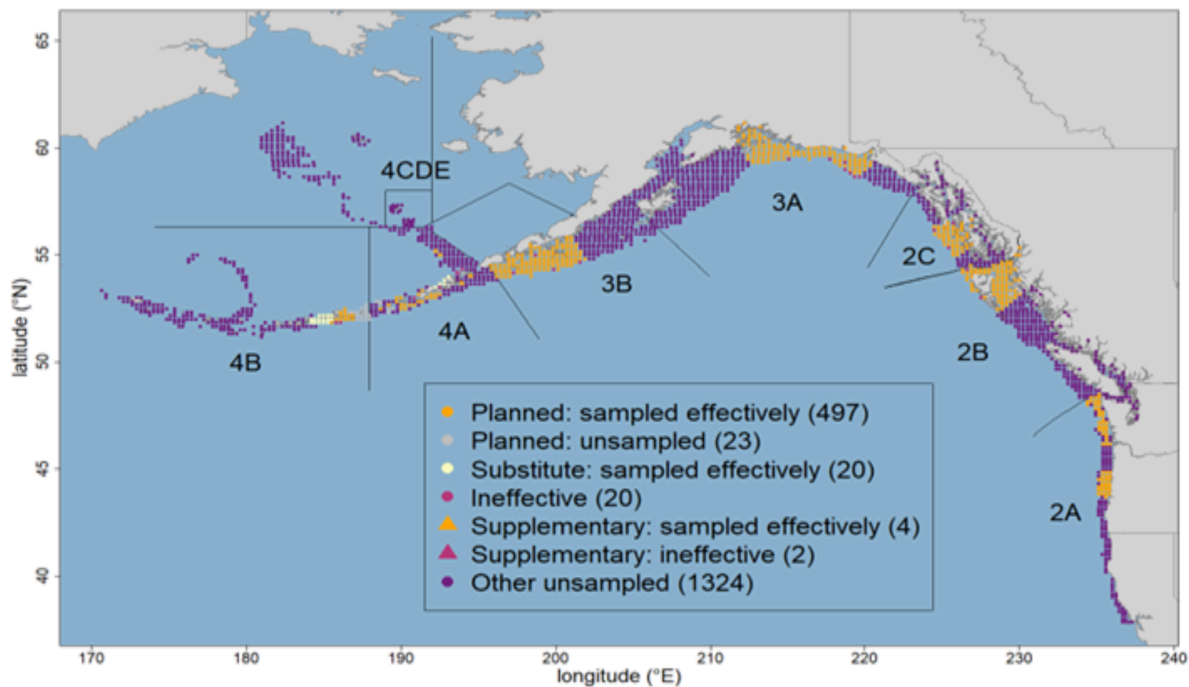 65
60
55
50
45
40
latitude (°N)
4CDE
3A
2C
3B
4A
4B
2B
2A
Planned: sampled effectively (497)
Planned: unsampled (23)
Substitute: sampled effectively (20)
Ineffective (20)
Supplementary: sampled effectively (4)
Supplementary: ineffective (2)
Other unsampled (1324)
170 180 190 200 210 220 230 240
longitude (°E)